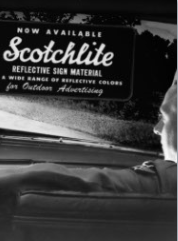 NOW AVAILABLE
Scotchlite
REFLECTIVE SIGN MATERIAL
A WIDE RANGE OF REFLECTIVE COLORS
for Outdoor Advertising